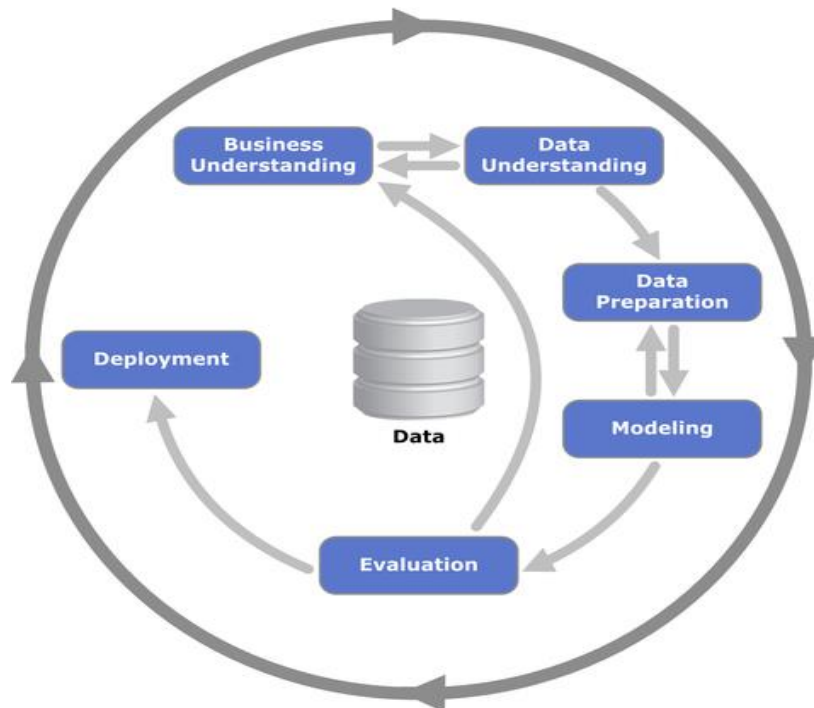 Business
Understanding
Data
Understanding
Data
Preparation
Deployment
Modeling
Data
Evaluation